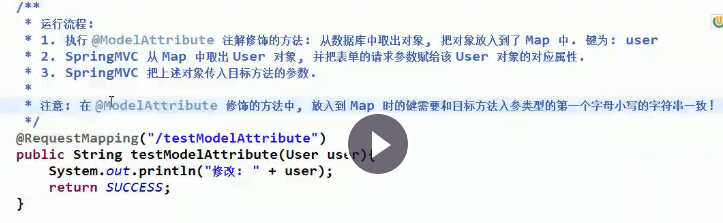 /**
* 运行流程:
* 1. 执行 @ModelAttribute 注解修饰的方法: 从数据库中取出对象, 把对象放入到了 Map 中. 键为: user
* 2. SpringMVC 从 Map 中取出 User 对象, 并把表单的请求参数赋给该 User 对象的对应属性.
* 3. SpringMVC 把上述对象传入目标方法的参数.
*
* 注意: 在 @ModelAttribute 修饰的方法中, 放入到 Map 时的键需要和目标方法入参类型的第一个字母小写的字符串一致!
*/
@RequestMapping("/testModelAttribute")
public String testModelAttribute(User user){
System.out.println("修改: " + user);
return SUCCESS;
}